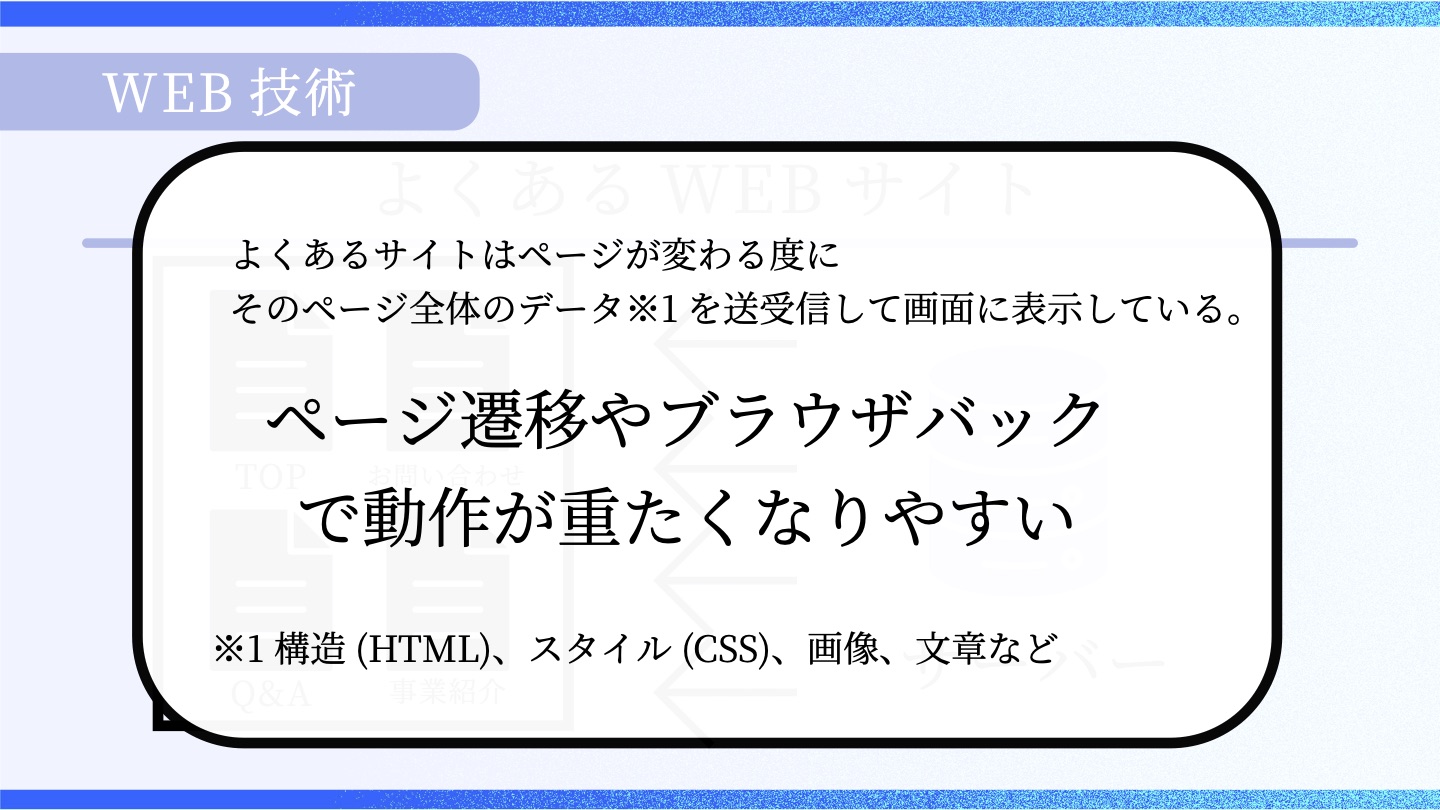 WEB 技術
よくある WEB サイト
よくあるサイトはページが変わる度に
そのページ全体のデータ※1 を送受信して画面に表示している。
ページ遷移やブラウザバック
で動作が重たくなりやすい
TOP
お問い合わせ
※1 構造 (HTML)、スタイル (CSS)、画像、文章など
サーバー
Q&A
事業紹介